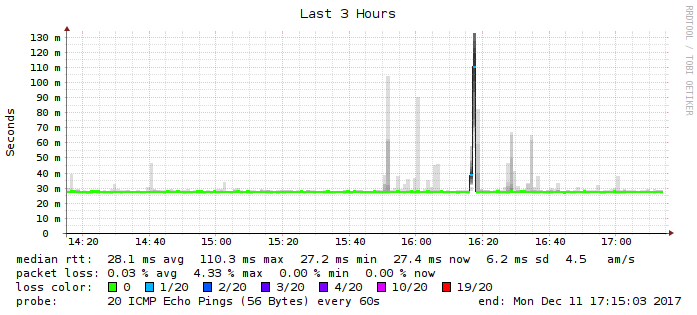 Last 3 Hours
RRDTOOL / TOBI OETIKER
Seconds
130 m
120 m
110 m
100 m
90 m
80 m
70 m
60 m
50 m
40 m
30 m
20 m
10 m
0
14:20 14:40 15:00 15:20 15:40 16:00 16:20 16:40 17:00
median rtt: 28.1 ms avg 110.3 ms max 27.2 ms min 27.4 ms now 6.2 ms sd 4.5 am/s
packet loss: 0.03 % avg 4.33 % max 0.00 % min 0.00 % now
loss color: 0 1/20 2/20 3/20 4/20 10/20 19/20
probe: 20 ICMP Echo Pings (56 Bytes) every 60s end: Mon Dec 11 17:15:03 2017